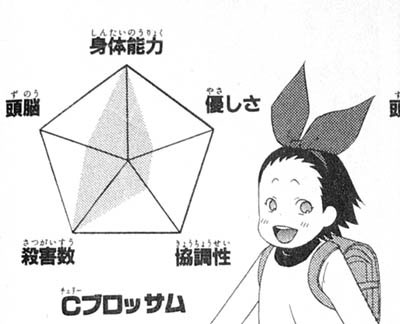 しんたいのうりょく
身体能力
ずのう
頭脳
やさ
優しさ
さつがいすう
殺害数
きょうちょうせい
協調性
チェリー
Cブロッサム